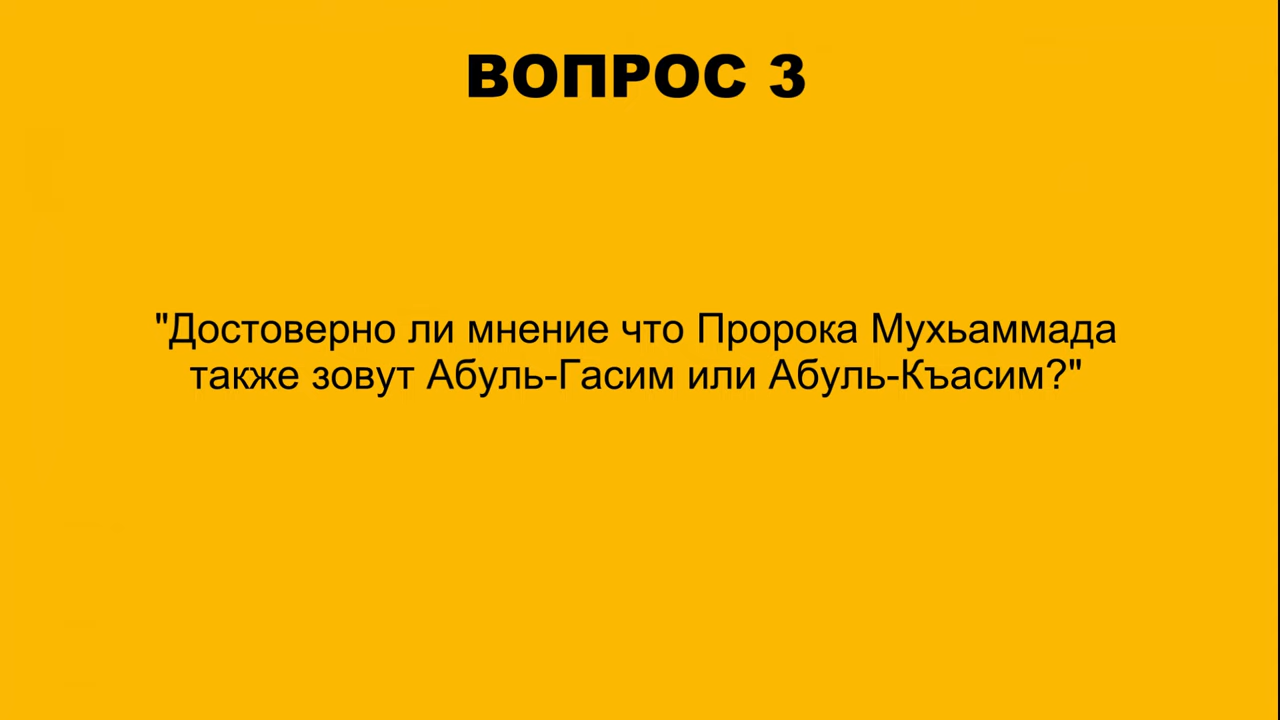 ВОПРОС 3
"Достоверно ли мнение что Пророка Мухьаммада
также зовут Абуль-Гасим или Абуль-Къасим?"